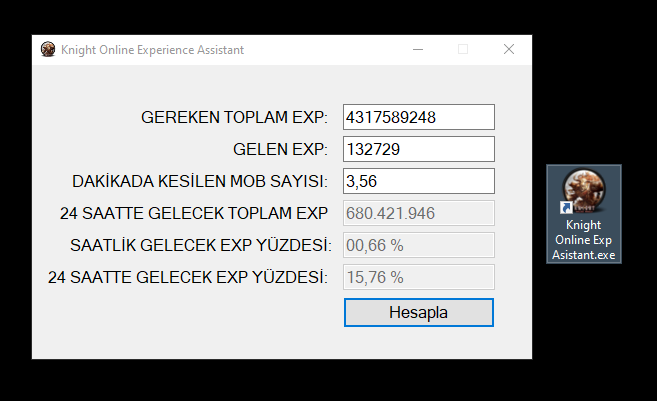 Knight Online Experience Assistant
GEREKEN TOPLAM EXP: 4317589248
GELEN EXP: 132729
DAKİKADA KESİLEN MOB SAYISI: 3,56
24 SAATTE GELECEK TOPLAM EXP 680.421.946
SAATLİK GELECEK EXP YÜZDESİ: 00,66 %
24 SAATTE GELECEK EXP YÜZDESİ: 15,76 %
Hesapla
Knight
Online Exp
Asistant.exe